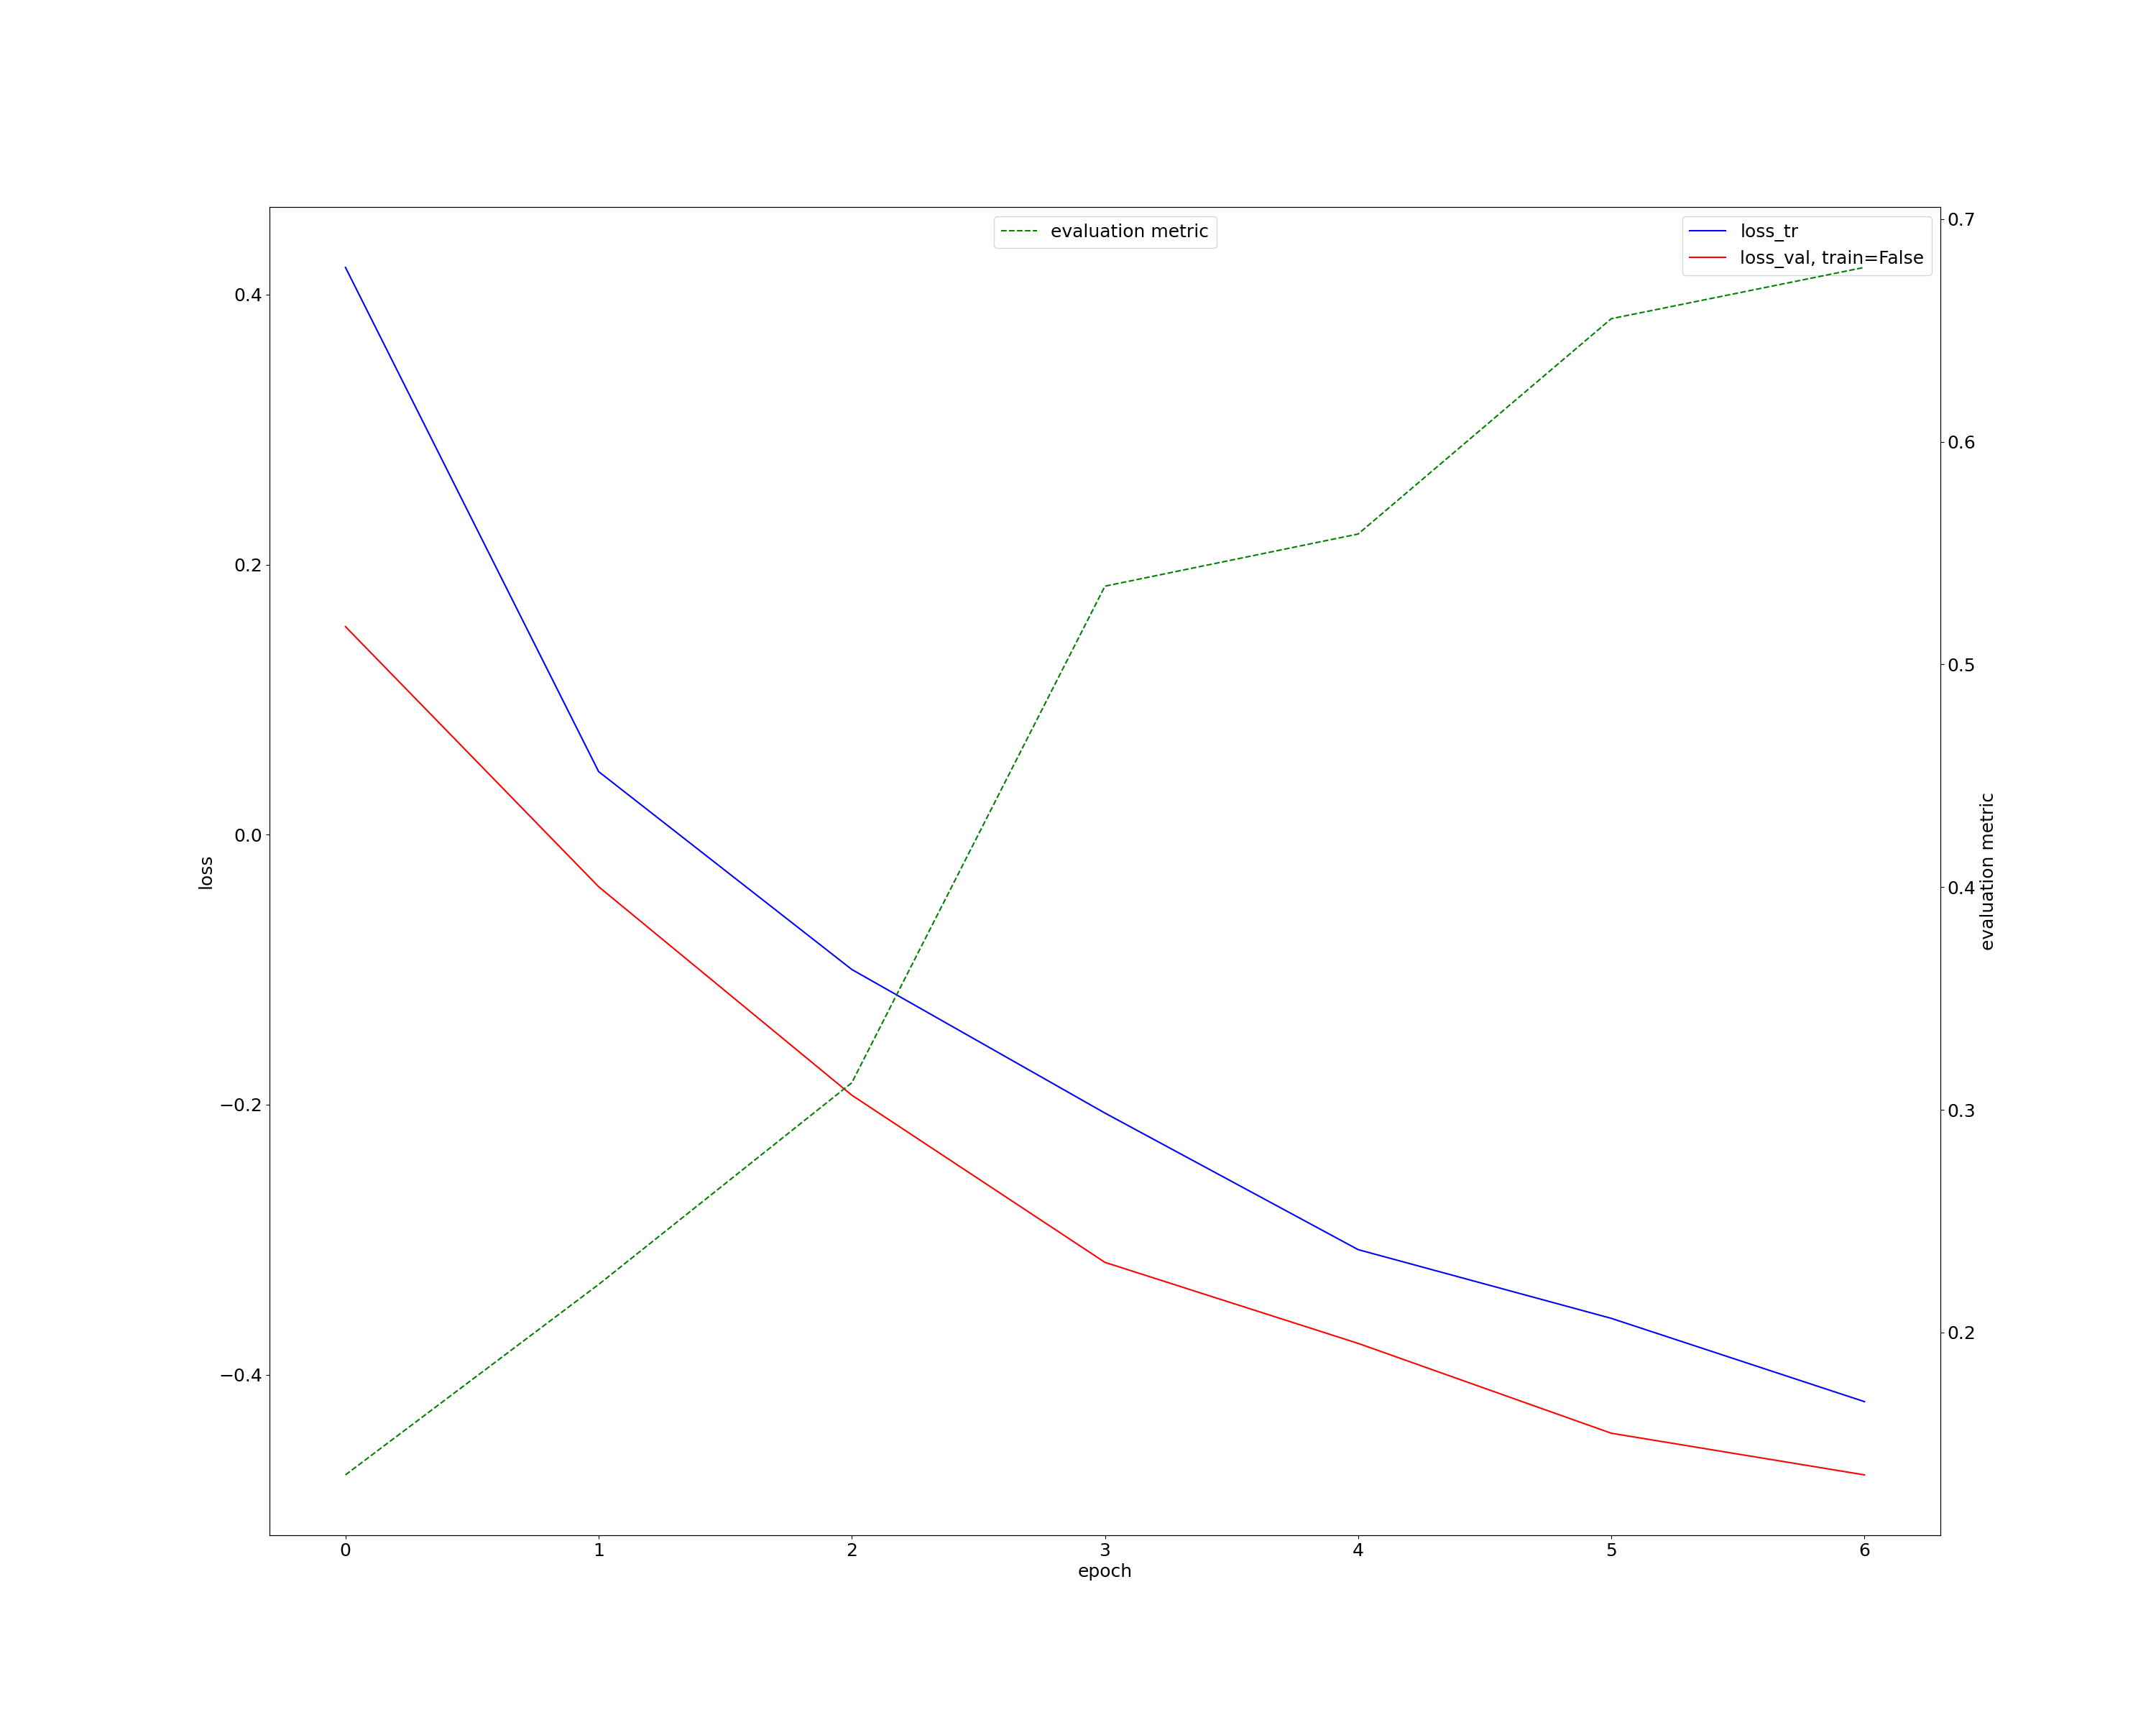 evaluation metric
loss_tr
loss_val, train=False
0.4
0.2
0.0
−0.2
−0.4
loss
0.7
0.6
0.5
0.4
0.3
0.2
evaluation metric
0 1 2 3 4 5 6
epoch